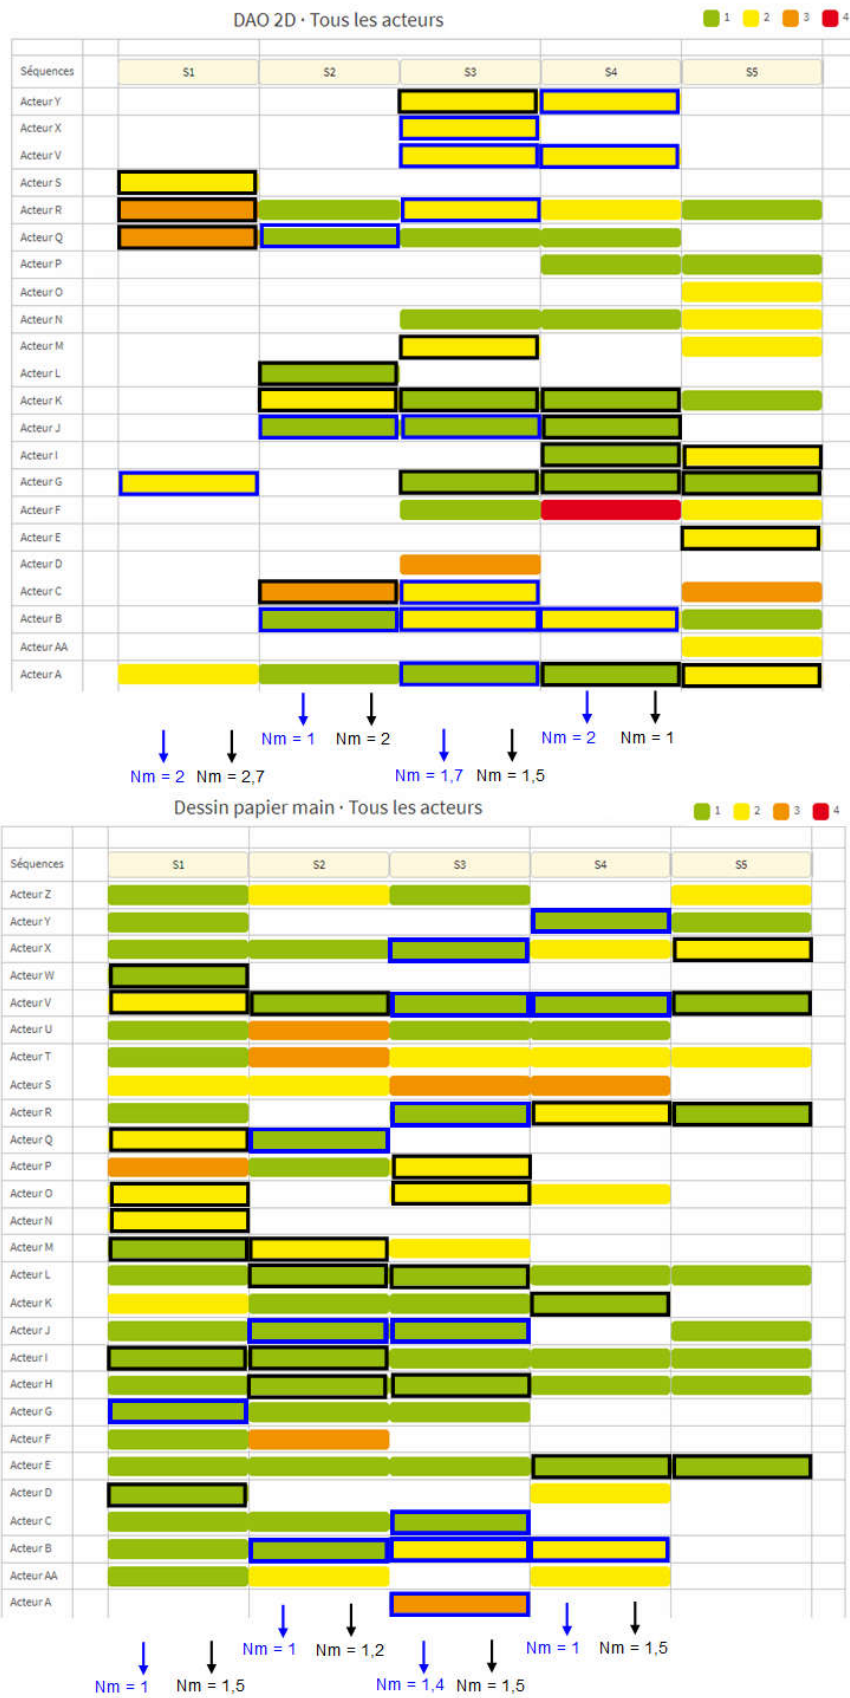 DAO 2D · Tous les acteurs
1 2 3 4
Séquences S1 S2 S3 S4 S5
Acteur Y
Acteur X
Acteur V
Acteur S
Acteur R
Acteur Q
Acteur P
Acteur O
Acteur N
Acteur M
Acteur L
Acteur K
Acteur J
Acteur I
Acteur G
Acteur F
Acteur E
Acteur D
Acteur C
Acteur B
Acteur AA
Acteur A
Nm = 1 Nm = 2 Nm = 2 Nm = 1
Nm = 2 Nm = 2,7 Nm = 1,7 Nm = 1,5
Dessin papier main · Tous les acteurs
1 2 3 4
Séquences S1 S2 S3 S4 S5
Acteur Z
Acteur Y
Acteur X
Acteur W
Acteur V
Acteur U
Acteur T
Acteur S
Acteur R
Acteur Q
Acteur P
Acteur O
Acteur N
Acteur M
Acteur L
Acteur K
Acteur J
Acteur I
Acteur H
Acteur G
Acteur F
Acteur E
Acteur D
Acteur C
Acteur B
Acteur AA
Acteur A
Nm = 1 Nm = 1,2 Nm = 1 Nm = 1,5
Nm = 1 Nm = 1,5 Nm = 1,4 Nm = 1,5